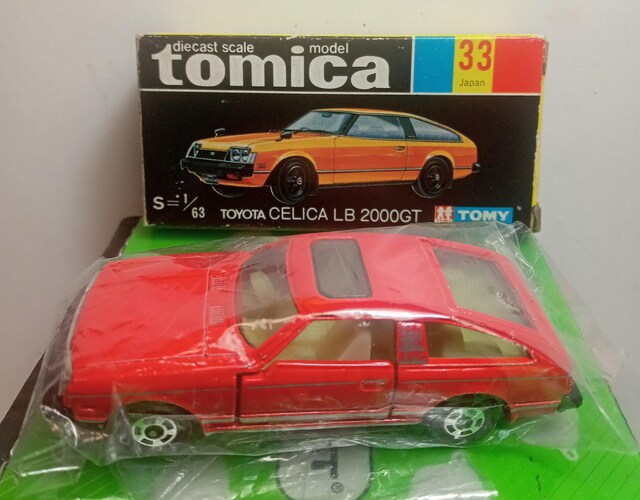 diecast scale model
tomica
33
Japan
S=1/63 TOYOTA CELICA LB 2000GT
TOMY